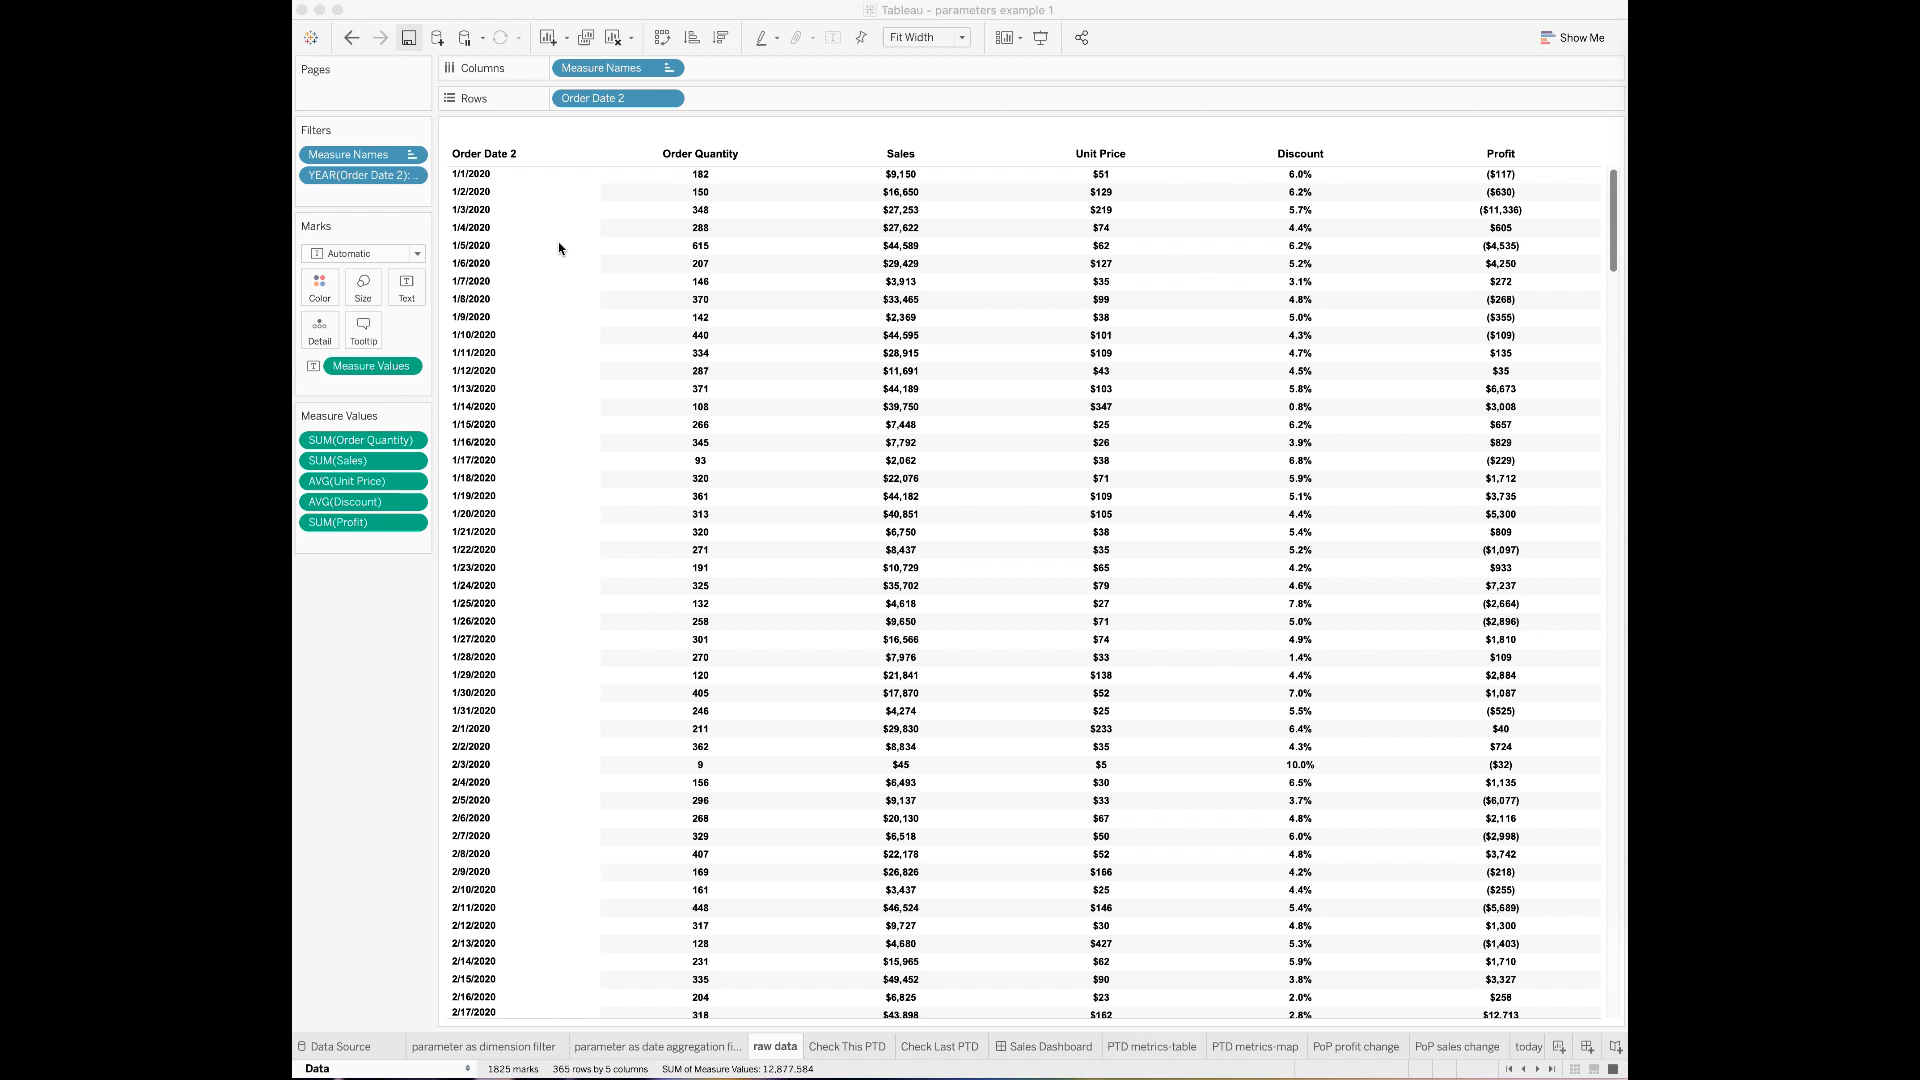 Tableau - parameters example 1
Fit Width
Show Me
Pages
Columns
Measure Names
Rows
Order Date 2
Filters
Measure Names
YEAR(Order Date 2): ..
Marks
Automatic
Color Size Text
Detail Tooltip
Measure Values
Measure Values
SUM(Order Quantity)
SUM(Sales)
AVG(Unit Price)
AVG(Discount)
SUM(Profit)
Order Date 2 Order Quantity Sales Unit Price Discount Profit
1/1/2020 182 $9,150 $51 6.0% ($117)
1/2/2020 150 $16,650 $129 6.2% ($630)
1/3/2020 348 $27,253 $219 5.7% ($11,336)
1/4/2020 288 $27,622 $74 4.4% $605
1/5/2020 615 $44,589 $62 6.2% ($4,535)
1/6/2020 207 $29,429 $127 5.2% $4,250
1/7/2020 146 $3,913 $35 3.1% $272
1/8/2020 370 $33,465 $99 4.8% ($268)
1/9/2020 142 $2,369 $38 5.0% ($355)
1/10/2020 440 $44,595 $101 4.3% ($109)
1/11/2020 334 $28,915 $109 4.7% $135
1/12/2020 287 $11,691 $43 4.5% $35
1/13/2020 371 $44,189 $103 5.8% $6,673
1/14/2020 108 $39,750 $347 0.8% $3,008
1/15/2020 266 $7,448 $25 6.2% $657
1/16/2020 345 $7,792 $26 3.9% $829
1/17/2020 93 $2,062 $38 6.8% ($229)
1/18/2020 320 $22,076 $71 5.9% $1,712
1/19/2020 361 $44,182 $109 5.1% $3,735
1/20/2020 313 $40,851 $105 4.4% $5,300
1/21/2020 320 $6,750 $38 5.4% $809
1/22/2020 271 $8,437 $35 5.2% ($1,097)
1/23/2020 191 $10,729 $65 4.2% $933
1/24/2020 325 $35,702 $79 4.6% $7,237
1/25/2020 132 $4,618 $27 7.8% ($2,664)
1/26/2020 258 $9,650 $71 5.0% ($2,896)
1/27/2020 301 $16,566 $74 4.9% $1,810
1/28/2020 270 $7,976 $33 1.4% $109
1/29/2020 120 $21,841 $138 4.4% $2,884
1/30/2020 405 $17,870 $52 7.0% $1,087
1/31/2020 246 $4,274 $25 5.5% ($525)
2/1/2020 211 $29,830 $233 6.4% $40
2/2/2020 362 $8,834 $35 4.3% $724
2/3/2020 9 $45 $5 10.0% ($32)
2/4/2020 156 $6,493 $30 6.5% $1,135
2/5/2020 296 $9,137 $33 3.7% ($6,077)
2/6/2020 268 $20,130 $67 4.8% $2,116
2/7/2020 329 $6,518 $50 6.0% ($2,998)
2/8/2020 407 $22,178 $52 4.8% $3,742
2/9/2020 169 $26,826 $166 4.2% ($218)
2/10/2020 161 $3,437 $25 4.4% ($255)
2/11/2020 448 $46,524 $146 5.4% ($5,689)
2/12/2020 317 $9,727 $30 4.8% $1,300
2/13/2020 128 $4,680 $427 5.3% ($1,403)
2/14/2020 231 $15,965 $62 5.9% $1,710
2/15/2020 335 $49,452 $90 3.8% $3,327
2/16/2020 204 $6,825 $23 2.0% $258
2/17/2020 318 $43,898 $162 2.8% $12,713
Data Source parameter as dimension filter parameter as date aggregation fi... raw data Check This PTD Check Last PTD Sales Dashboard PTD metrics-table PTD metrics-map PoP profit change PoP sales change today
Data 1825 marks 365 rows by 5 columns SUM of Measure Values: 12,877,584